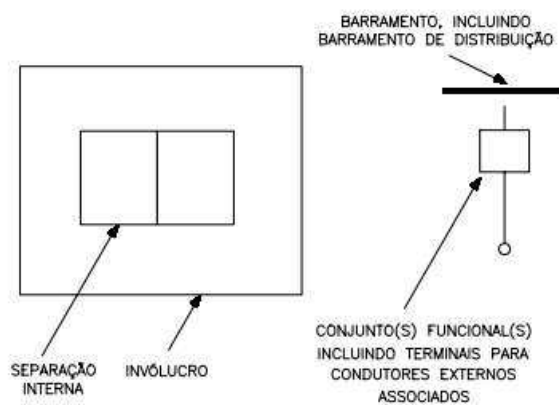 BARRAMENTO, INCLUINDO
BARRAMENTO DE DISTRIBUIÇÃO
SEPARAÇÃO
INTERNA
INVÓLUCRO
CONJUNTO(S) FUNCIONAL(S)
INCLUINDO TERMINAIS PARA
CONDUTORES EXTERNOS
ASSOCIADOS